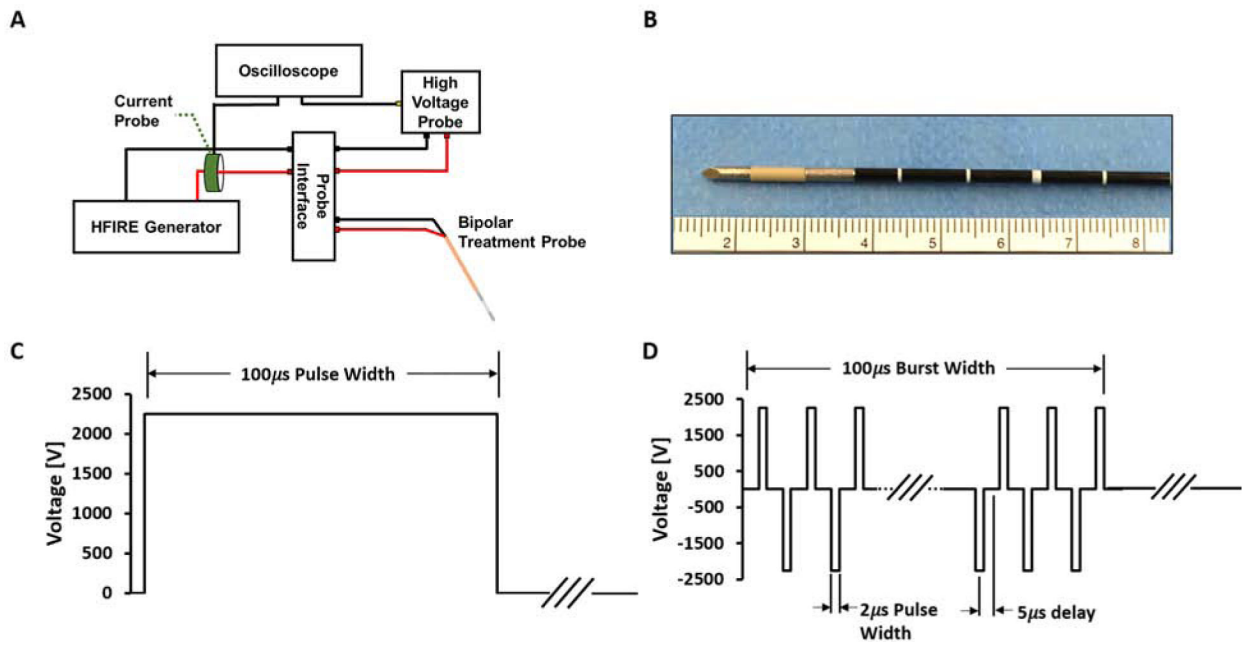 A
Oscilloscope
High
Voltage
Probe
Current
Probe
Probe
Interface
HFIRE Generator
Bipolar
Treatment Probe
B
2 3 4 5 6 7 8
C
100μs Pulse Width
Voltage [V]
2500
2000
1500
1000
500
0
D
100μs Burst Width
Voltage [V]
2500
1500
500
-500
-1500
-2500
2μs Pulse
Width
5μs delay